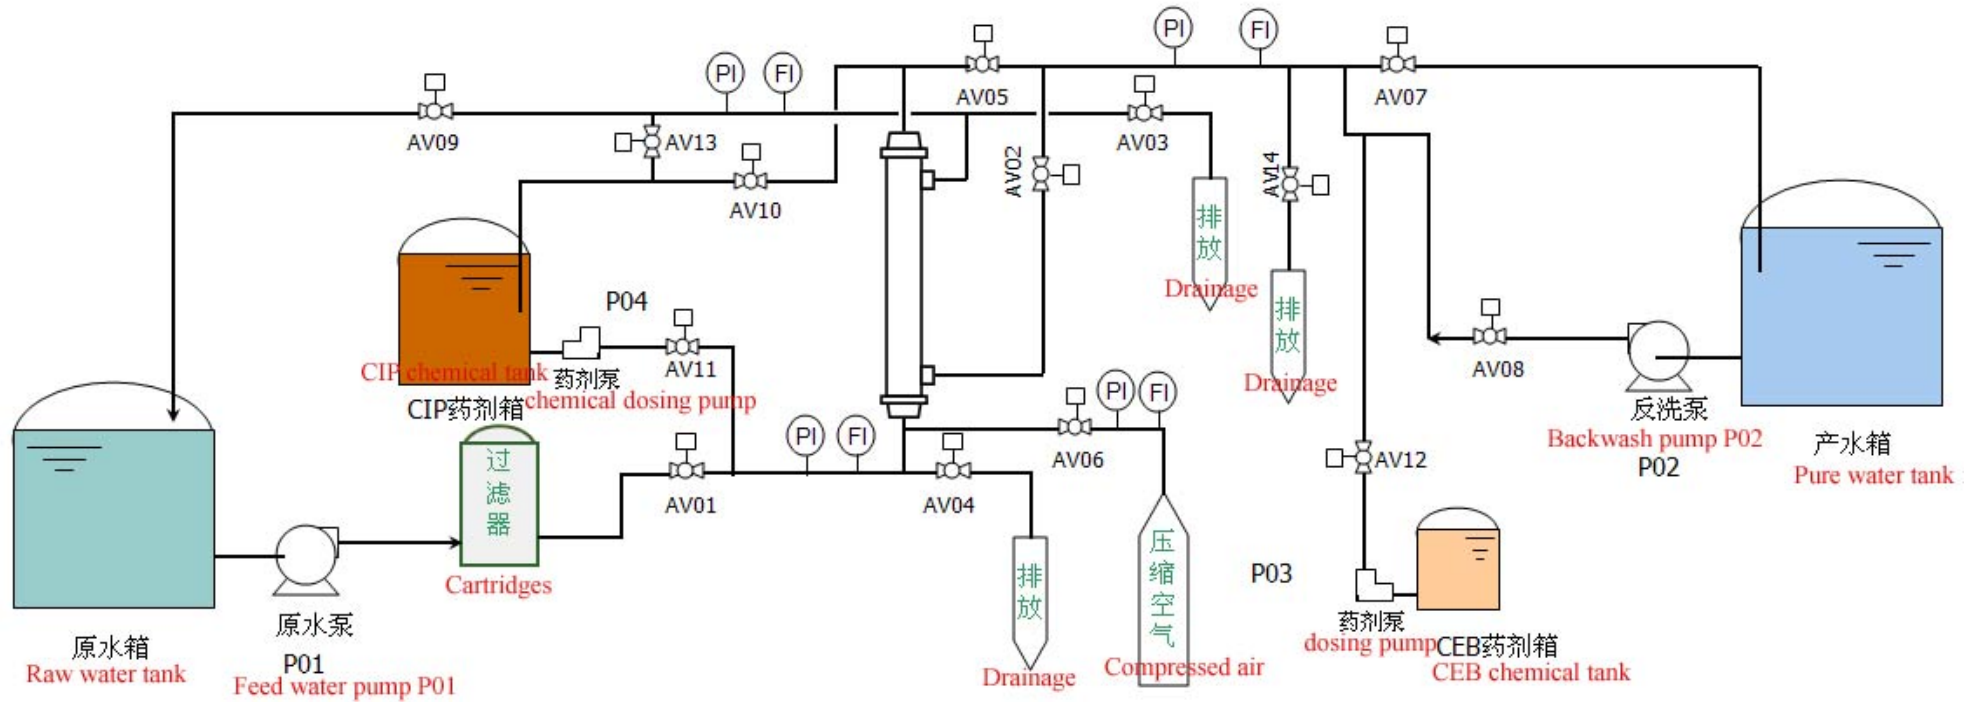 PI
FI
AV05
AV07
PI
FI
AV09
AV13
AV03
AV02
AV14
AV10
排放
Drainage
排放
Drainage
P04
CIP chemical tank
药剂泵
chemical dosing pump
AV11
CIP药剂箱
AV08
反洗泵
Backwash pump P02
P02
产水箱
Pure water tank
PI
FI
AV06
PI
FI
AV12
过滤器
Cartridges
AV01
AV04
排放
Drainage
压缩空气
Compressed air
P03
药剂泵
dosing pump
CEB药剂箱
CEB chemical tank
原水泵
P01
Feed water pump P01
原水箱
Raw water tank